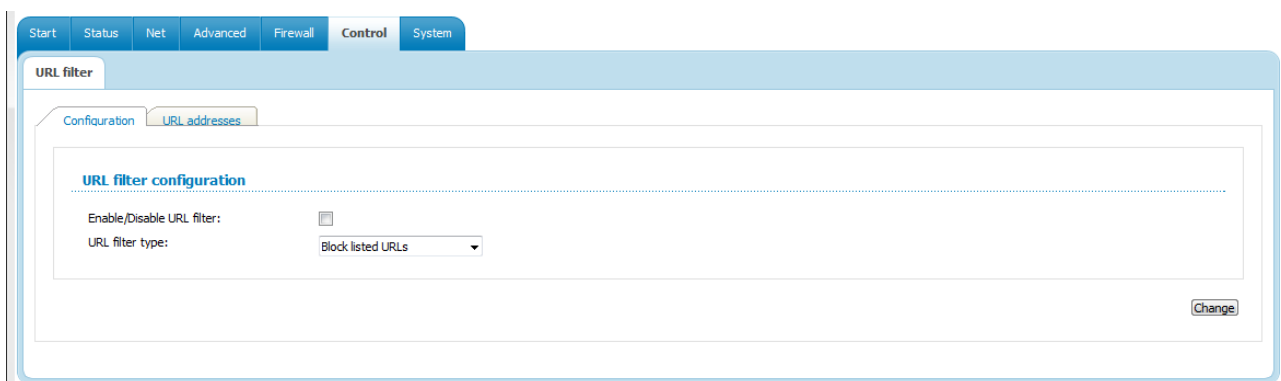 Start Status Net Advanced Firewall Control System
URL filter
Configuration URL addresses
URL filter configuration
Enable/Disable URL filter:
URL filter type: Block listed URLs
Change